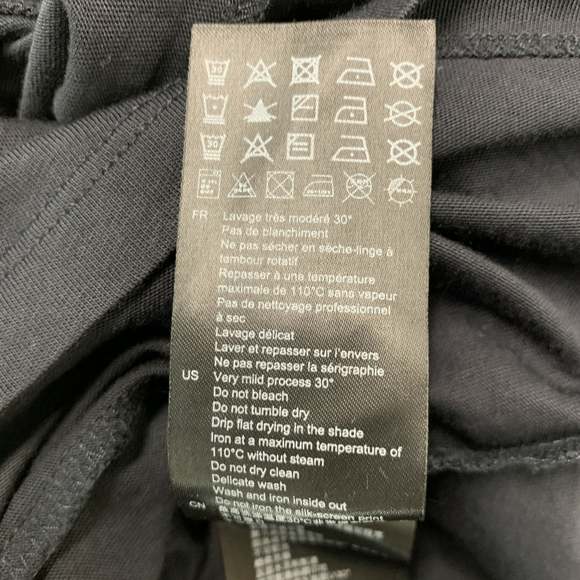 FR Lavage très modéré 30°
Pas de blanchiment
Ne pas sécher en sèche-linge à
tambour rotatif
Repasser à une température
maximale de 110°C sans vapeur
Pas de nettoyage professionnel
à sec
Lavage délicat
Laver et repasser sur l'envers
Ne pas repasser la sérigraphie
US Very mild process 30°
Do not bleach
Do not tumble dry
Drip flat drying in the shade
Iron at a maximum temperature of
110°C without steam
Do not dry clean
Delicate wash
Wash and iron inside out
Do not iron the silk-screen print
CN